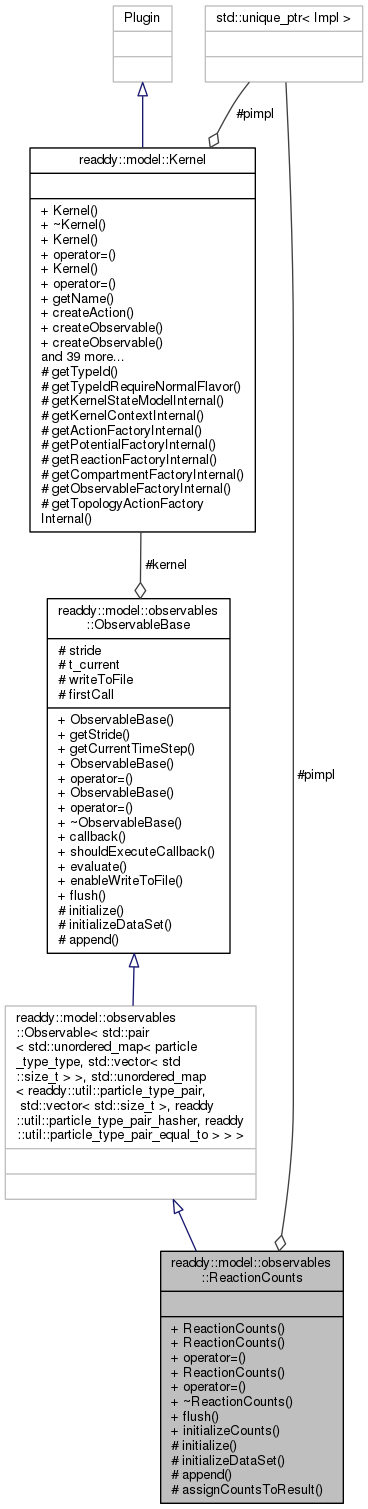 Plugin
std::unique_ptr< Impl >
#pimpl
readdy::model::Kernel
+ Kernel()
+ ~Kernel()
+ Kernel()
+ operator=()
+ Kernel()
+ operator=()
+ getName()
+ createAction()
+ createObservable()
+ createObservable()
and 39 more...
# getTypeId()
# getTypeIdRequireNormalFlavor()
# getKernelStateModelInternal()
# getKernelContextInternal()
# getActionFactoryInternal()
# getPotentialFactoryInternal()
# getReactionFactoryInternal()
# getCompartmentFactoryInternal()
# getObservableFactoryInternal()
# getTopologyActionFactory
Internal()
#kernel
readdy::model::observables
::ObservableBase
# stride
# t_current
# writeToFile
# firstCall
+ ObservableBase()
+ getStride()
+ getCurrentTimeStep()
+ ObservableBase()
+ operator=()
+ ObservableBase()
+ operator=()
+ ~ObservableBase()
+ callback()
+ shouldExecuteCallback()
+ evaluate()
+ enableWriteToFile()
+ flush()
# initialize()
# initializeDataSet()
# append()
#pimpl
readdy::model::observables
::Observable< std::pair
< std::unordered_map< particle
_type_type, std::vector< std
::size_t > >, std::unordered_map
< readdy::util::particle_type_pair,
std::vector< std::size_t >, readdy
::util::particle_type_pair_hasher, readdy
::util::particle_type_pair_equal_to > > >
readdy::model::observables
::ReactionCounts
+ ReactionCounts()
+ ReactionCounts()
+ operator=()
+ ReactionCounts()
+ operator=()
+ ~ReactionCounts()
+ flush()
+ initializeCounts()
# initialize()
# initializeDataSet()
# append()
# assignCountsToResult()